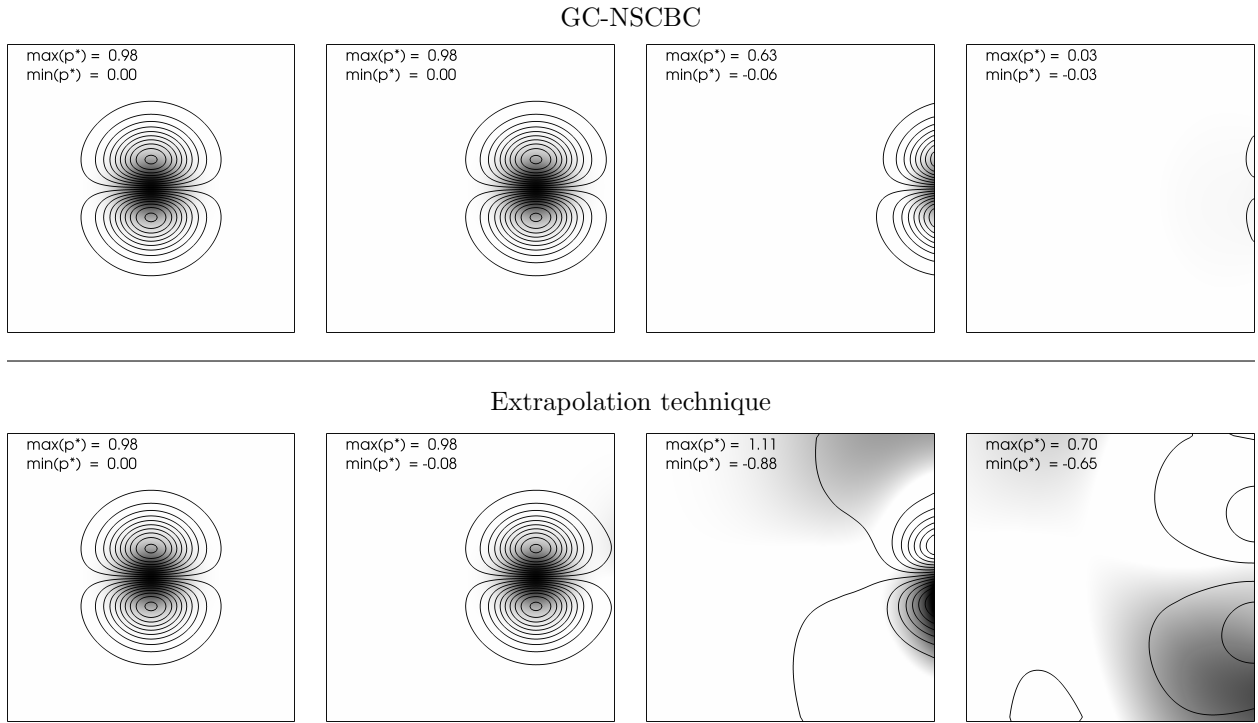 GC-NSCBC
max(p*) = 0.98
min(p*) = 0.00
max(p*) = 0.98
min(p*) = 0.00
max(p*) = 0.63
min(p*) = -0.06
max(p*) = 0.03
min(p*) = -0.03
Extrapolation technique
max(p*) = 0.98
min(p*) = 0.00
max(p*) = 0.98
min(p*) = -0.08
max(p*) = 1.11
min(p*) = -0.88
max(p*) = 0.70
min(p*) = -0.65